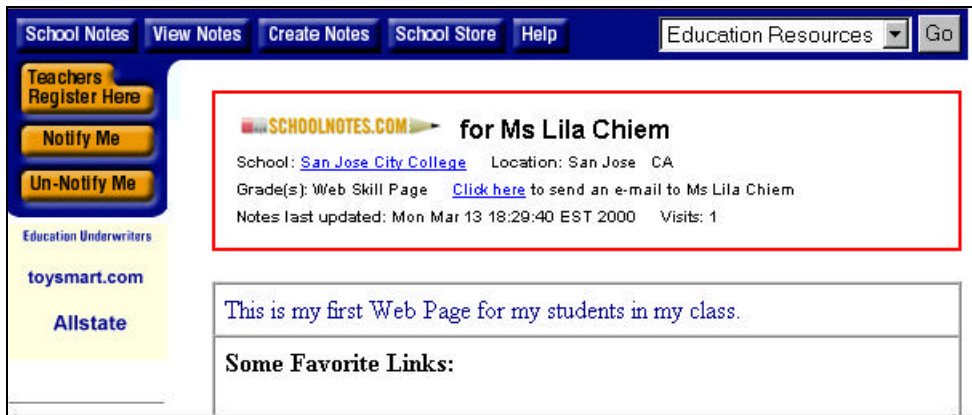 School Notes View Notes Create Notes School Store Help Education Resources Go
Teachers
Register Here
Notify Me
Un-Notify Me
Education Underwriters
toysmart.com
Allstate
SCHOOLNOTES.COM for Ms Lila Chiem
School: San Jose City College Location: San Jose CA
Grade(s): Web Skill Page Click here to send an e-mail to Ms Lila Chiem
Notes last updated: Mon Mar 13 18:29:40 EST 2000 Visits: 1
This is my first Web Page for my students in my class.
Some Favorite Links: